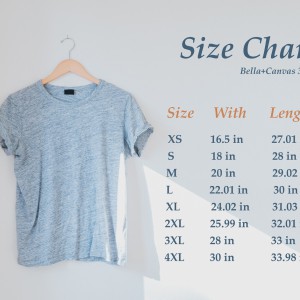 Size Char
Bella+Canvas 3
Size With Leng
XS 16.5 in 27.01
S 18 in 28 in
M 20 in 29.02
L 22.01 in 30 in
XL 24.02 in 31.03
2XL 25.99 in 32.01
3XL 28 in 33 in
4XL 30 in 33.98